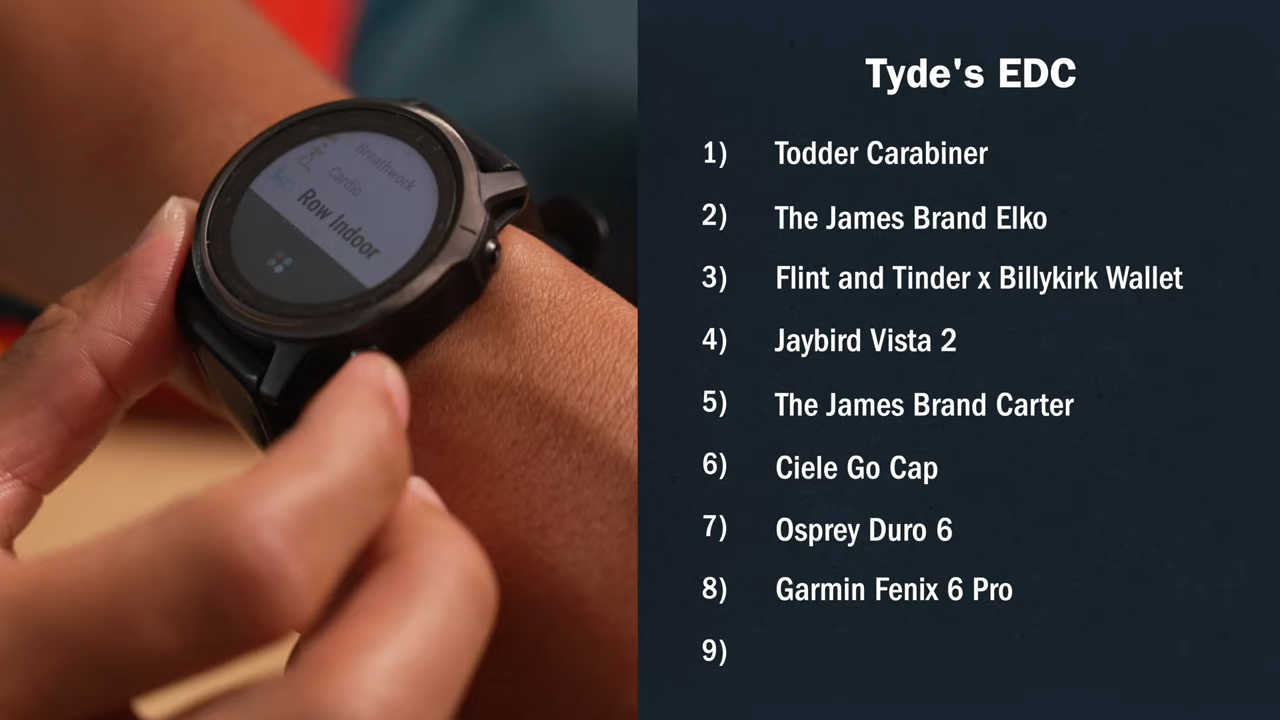 Breathwork
Cardio
Row Indoor
Tyde's EDC
1) Todder Carabiner
2) The James Brand Elko
3) Flint and Tinder x Billykirk Wallet
4) Jaybird Vista 2
5) The James Brand Carter
6) Ciele Go Cap
7) Osprey Duro 6
8) Garmin Fenix 6 Pro
9)